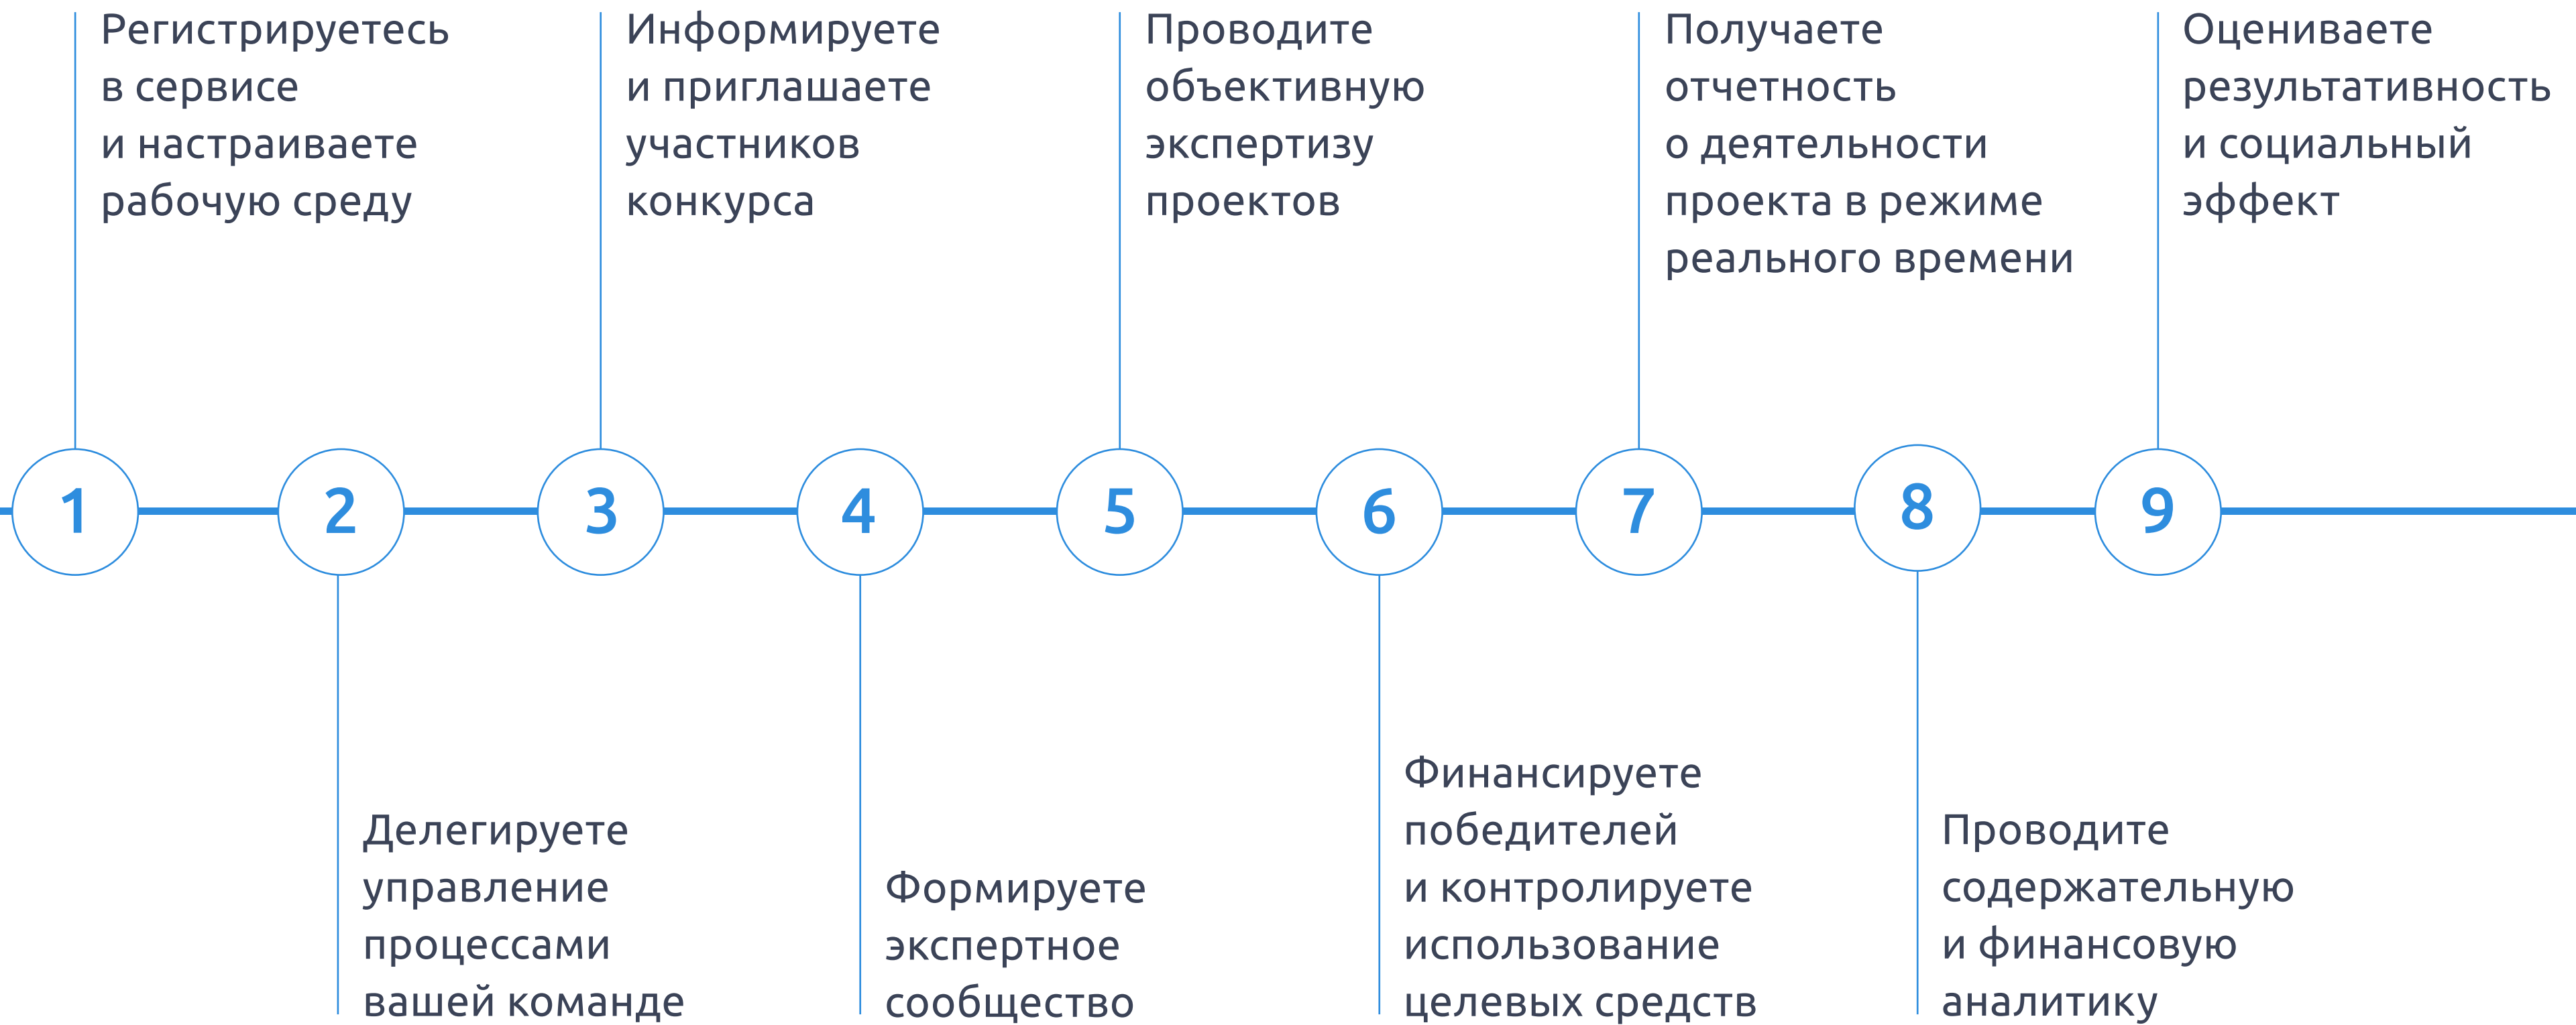 Регистрируетесь
в сервисе
и настраиваете
рабочую среду
Информируете
и приглашаете
участников
конкурса
Проводите
объективную
экспертизу
проектов
Получаете
отчетность
о деятельности
проекта в режиме
реального времени
Оцениваете
результативность
и социальный
эффект
1
2
3
4
5
6
7
8
9
Делегируете
управление
процессами
вашей команде
Формируете
экспертное
сообщество
Финансируете
победителей
и контролируете
использование
целевых средств
Проводите
содержательную
и финансовую
аналитику